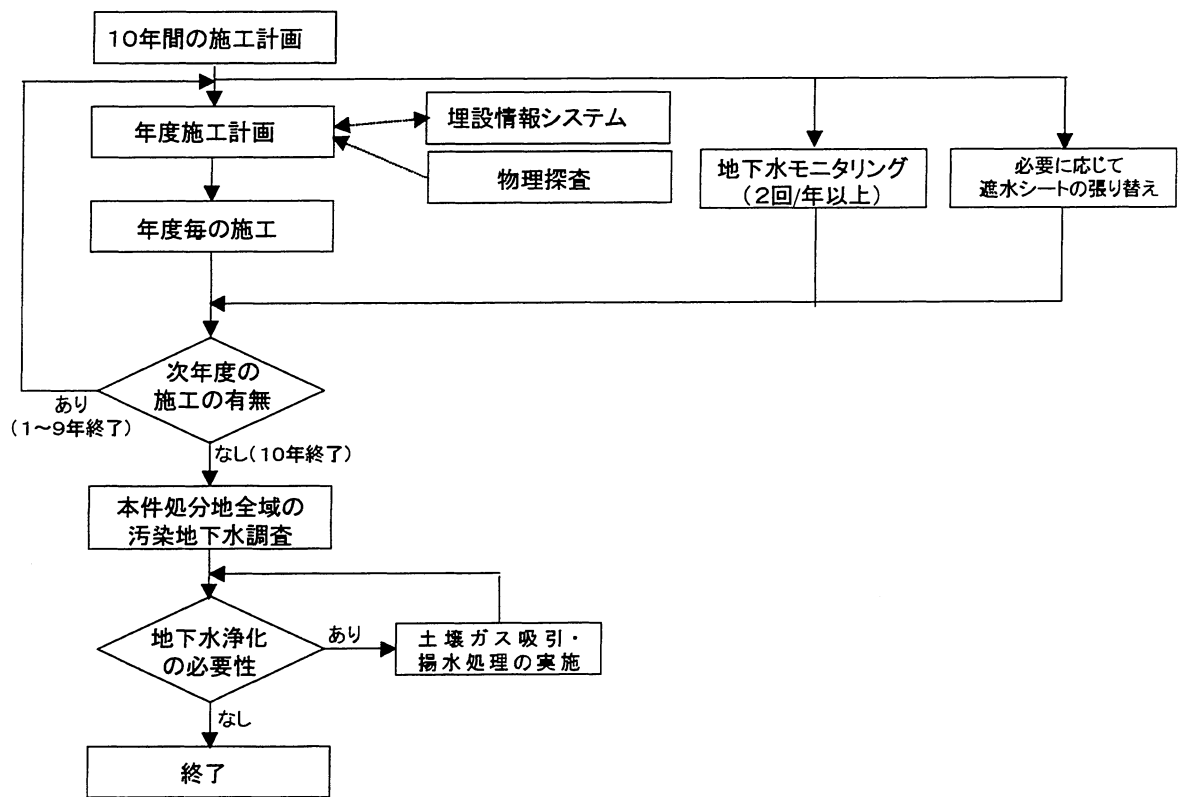 10年間の施工計画
年度施工計画
埋設情報システム
物理探査
地下水モニタリング
(2回/年以上)
必要に応じて
遮水シートの張り替え
年度毎の施工
次年度の
施工の有無
あり
(1～9年終了)
なし(10年終了)
本件処分地全域の
汚染地下水調査
地下水浄化
の必要性
あり
土壌ガス吸引・
揚水処理の実施
なし
終了